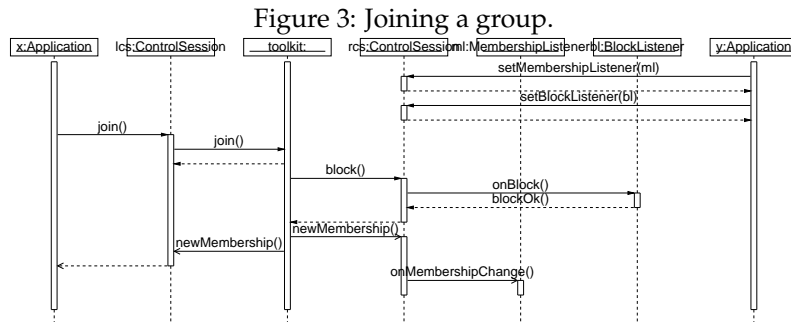 Figure 3: Joining a group.
x:Application
lcs:ControlSession
toolkit:
rcs:ControlSession
ml:MembershipListener
bl:BlockListener
y:Application
setMembershipListener(ml)
setBlockListener(bl)
join()
join()
block()
onBlock()
blockOk()
newMembership()
newMembership()
onMembershipChange()